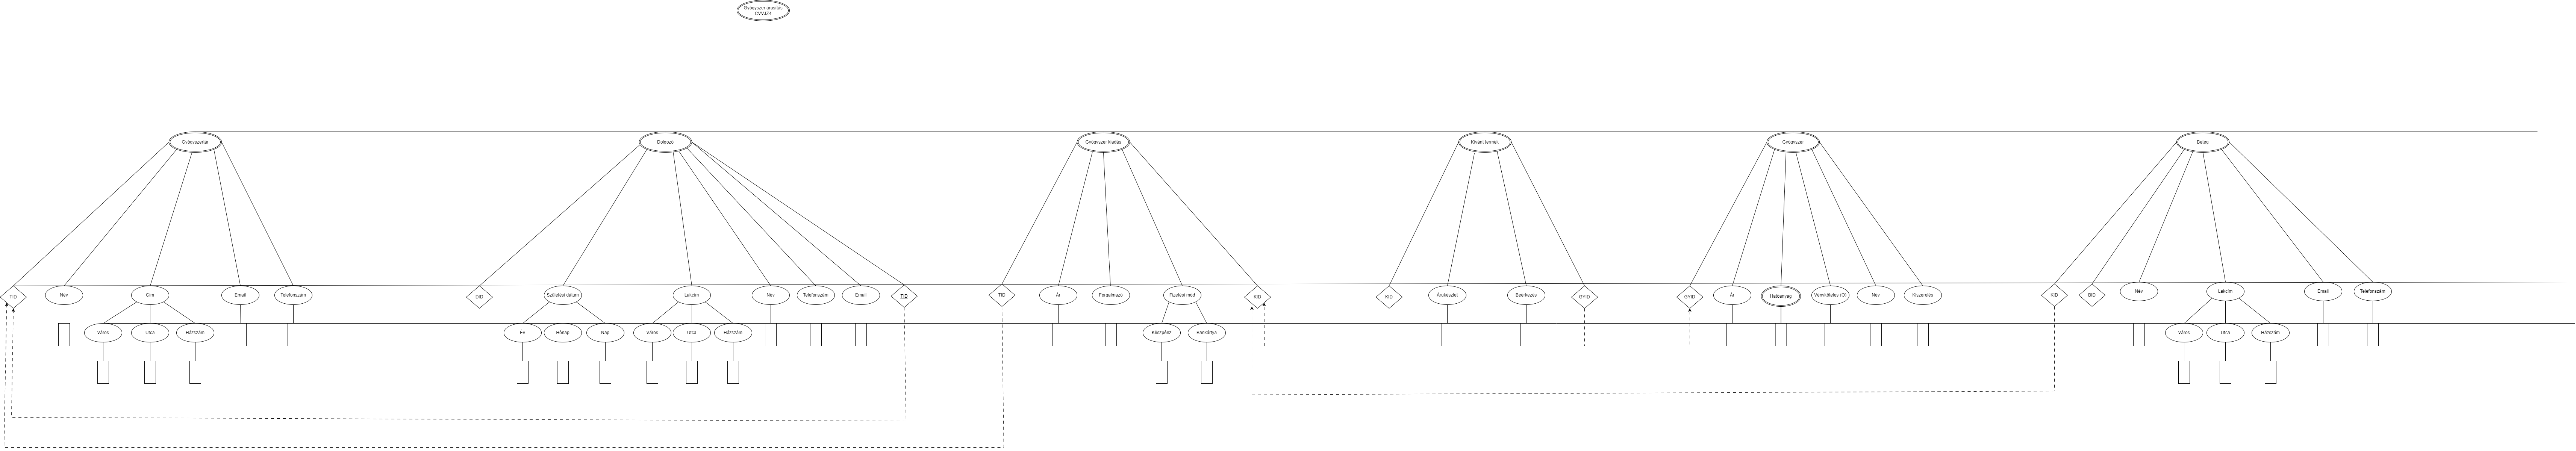 Gyógyszer árusítás
CVVJZ4
Gyógyszertár
Dolgozó
Gyógyszer kiadás
Kívánt termék
Gyógyszer
Beteg
TID
Név
Cím
Email
Telefonszám
DID
Születési dátum
Lakcím
Név
Telefonszám
Email
TID
TID
Ár
Forgalmazó
Fizetési mód
KID
KID
Árukészlet
Beérkezés
GYID
GYID
Ár
Hatóanyag
Vényköteles (O)
Név
Kiszerelés
KID
BID
Név
Lakcím
Email
Telefonszám
Város
Utca
Házszám
Év
Hónap
Nap
Város
Utca
Házszám
Készpénz
Bankártya
Város
Utca
Házszám